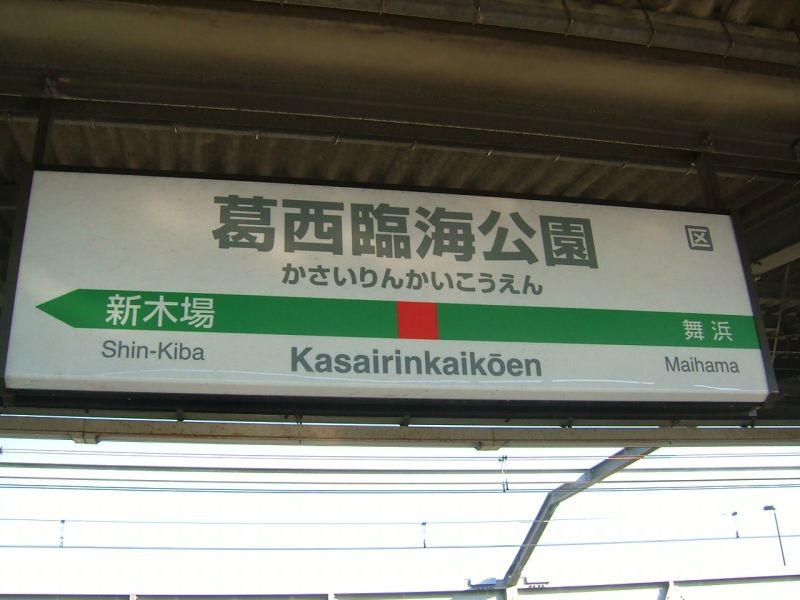 葛西臨海公園
区
かさいりんかいこうえん
新木場
舞浜
Shin-Kiba
Kasairinkaikōen
Maihama